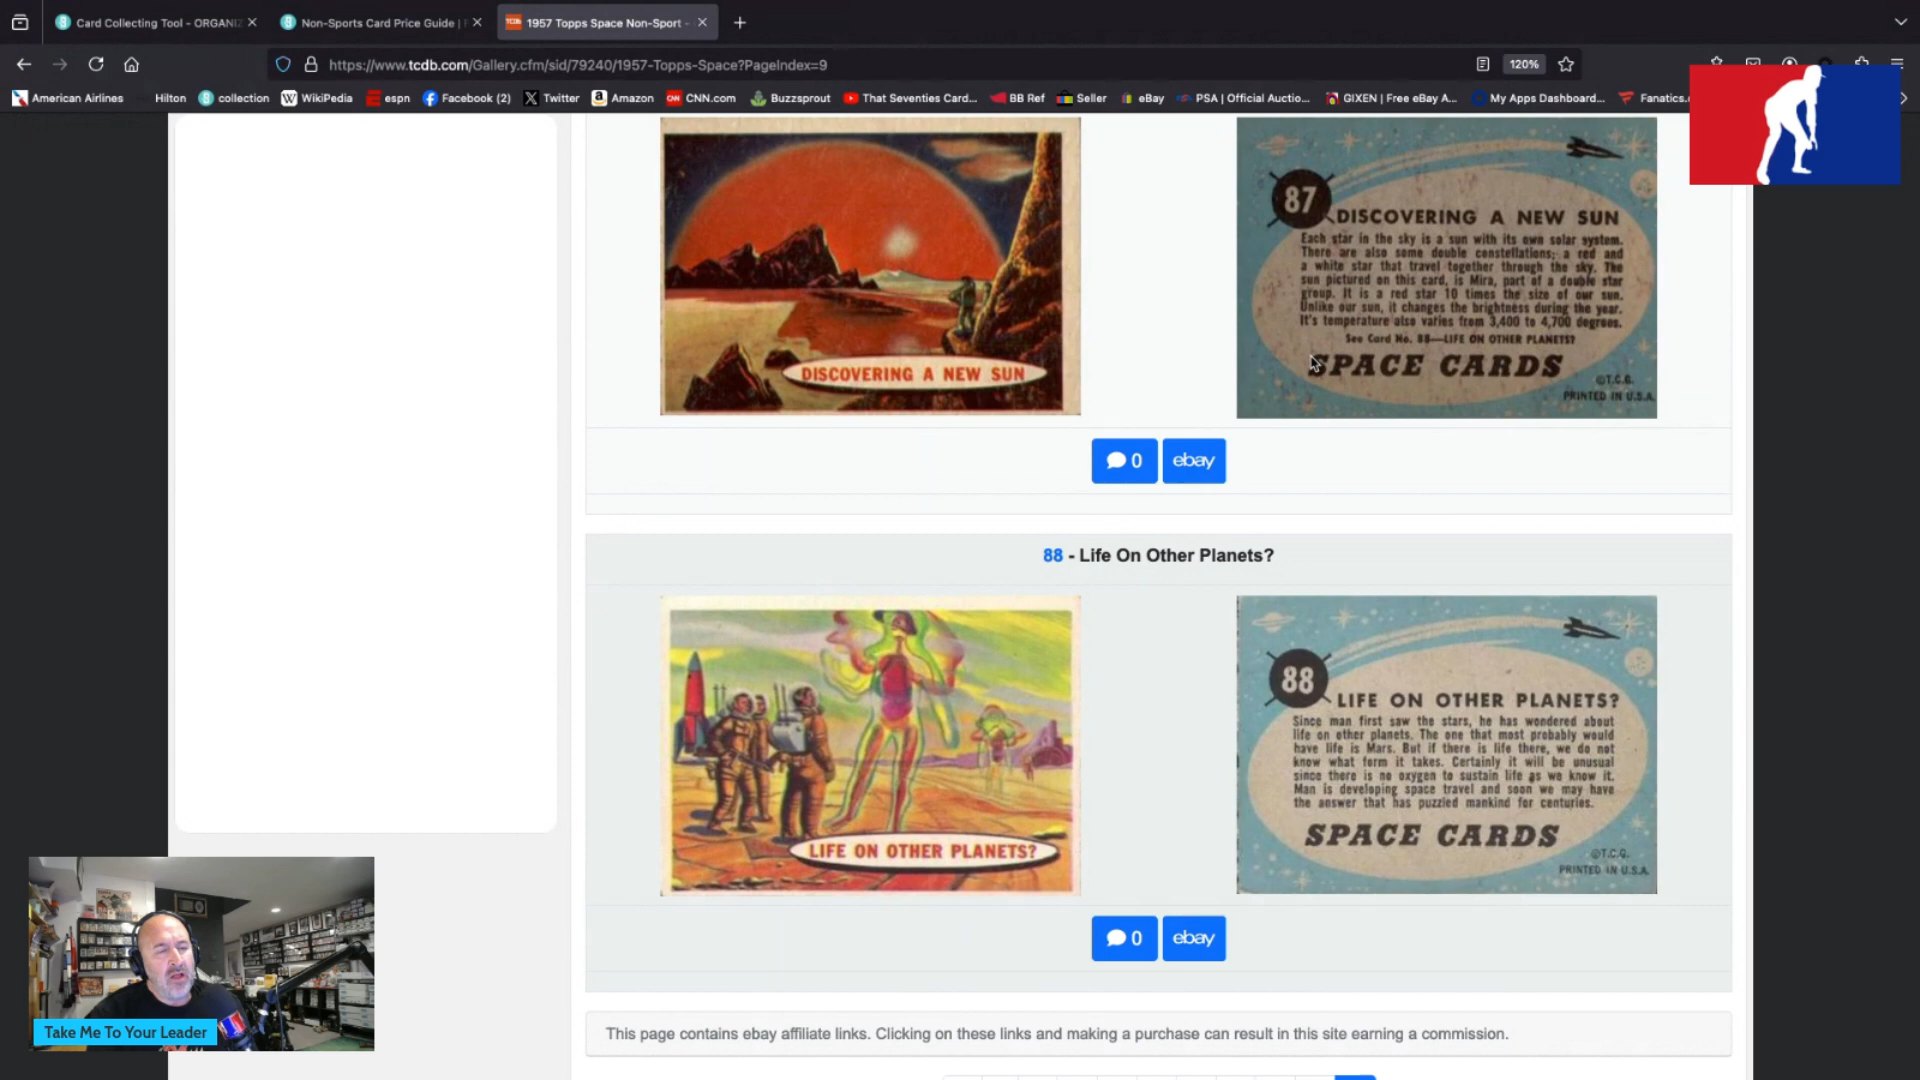 Card Collecting Tool - ORGANI
Non-Sports Card Price Guide |
TCDb
1957 Topps Space Non-Sport -
https://www.tcdb.com/Gallery.cfm/sid/79240/1957-Topps-Space?PageIndex=9
120%
American Airlines
Hilton
collection
WikiPedia
espn
Facebook (2)
Twitter
Amazon
CNN.com
Buzzsprout
That Seventies Card...
BB Ref
Seller
eBay
PSA | Official Auctio...
GIXEN | Free eBay A...
My Apps Dashboard...
Fanatics.
DISCOVERING A NEW SUN
87
DISCOVERING A NEW SUN
Each star in the sky is a sun with its own solar system.
There are also some double constellations; a red and
a white star that travel together through the sky. The
sun pictured on this card, is Mira, part of a double star
group. It is a red star 10 times the size of our sun.
Unlike our sun, it changes the brightness during the year.
It's temperature also varies from 3,400 to 4,700 degrees.
See Card No. 88—LIFE ON OTHER PLANETS?
SPACE CARDS
©T.C.G.
PRINTED IN U.S.A.
0
ebay
88 - Life On Other Planets?
LIFE ON OTHER PLANETS?
88
LIFE ON OTHER PLANETS?
Since man first saw the stars, he has wondered about
life on other planets. The one that most probably would
have life is Mars. But if there is life there, we do not
know what form it takes. Certainly it will be unusual
since there is no oxygen to sustain life as we know it.
Man is developing space travel and soon we may have
the answer that has puzzled mankind for centuries.
SPACE CARDS
©T.C.G.
PRINTED IN U.S.A.
0
ebay
Take Me To Your Leader
This page contains ebay affiliate links. Clicking on these links and making a purchase can result in this site earning a commission.